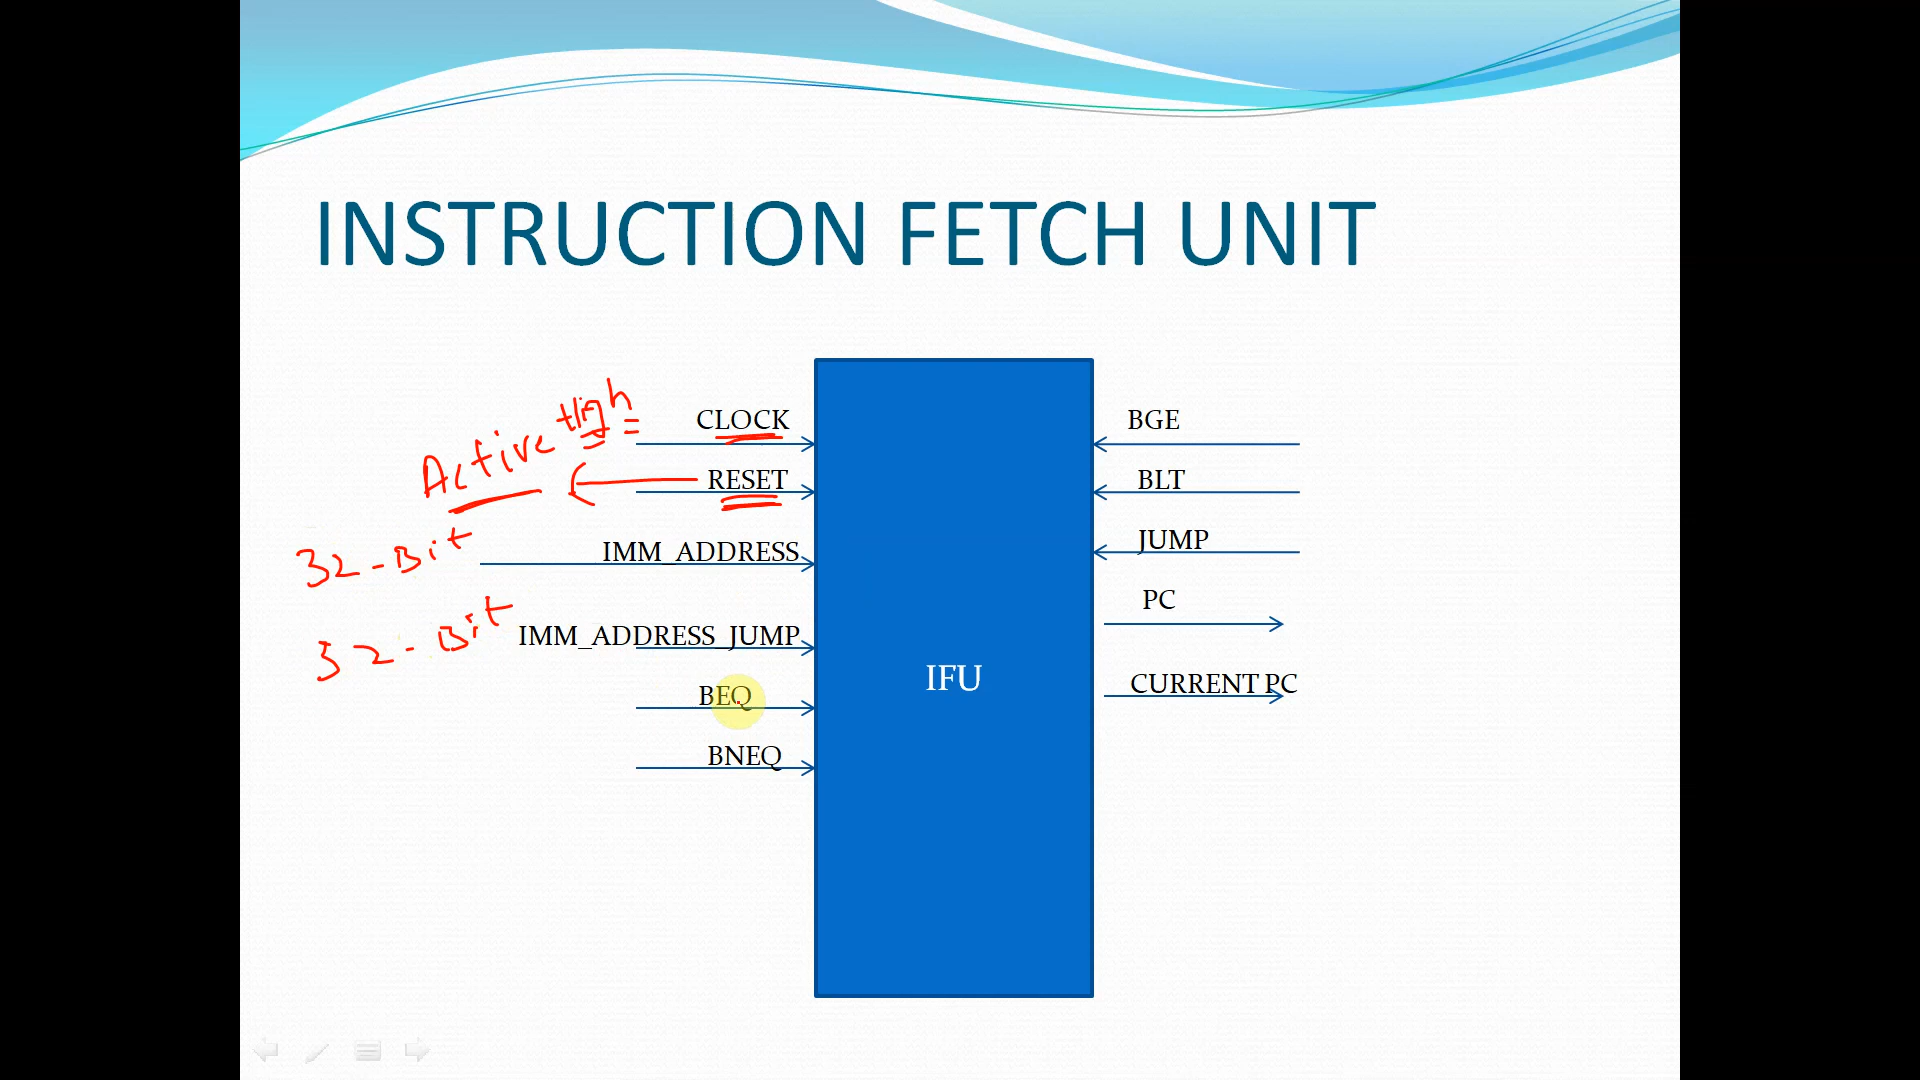 INSTRUCTION FETCH UNIT
Active High
CLOCK
RESET
32-Bit
IMM_ADDRESS
32-Bit
IMM_ADDRESS_JUMP
BEQ
BNEQ
IFU
BGE
BLT
JUMP
PC
CURRENT PC